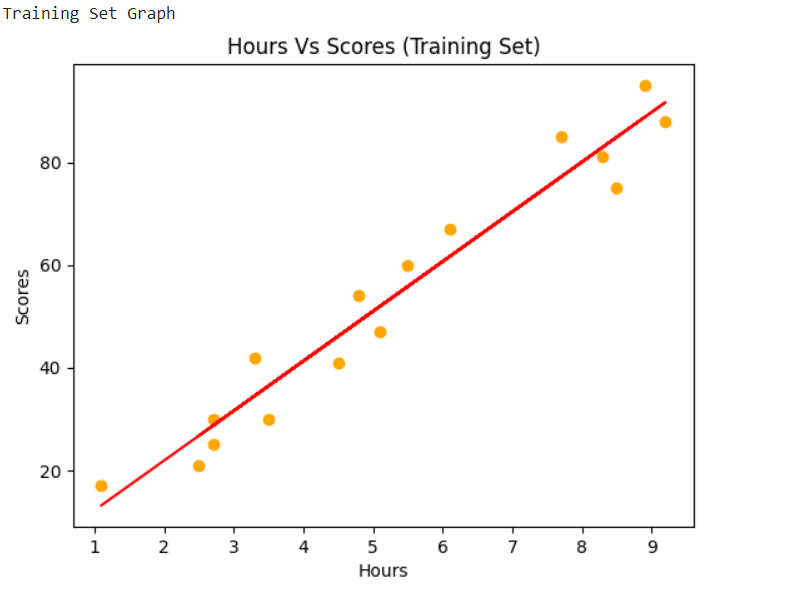 Training Set Graph
Hours Vs Scores (Training Set)
80
60
40
20
Scores
1 2 3 4 5 6 7 8 9
Hours